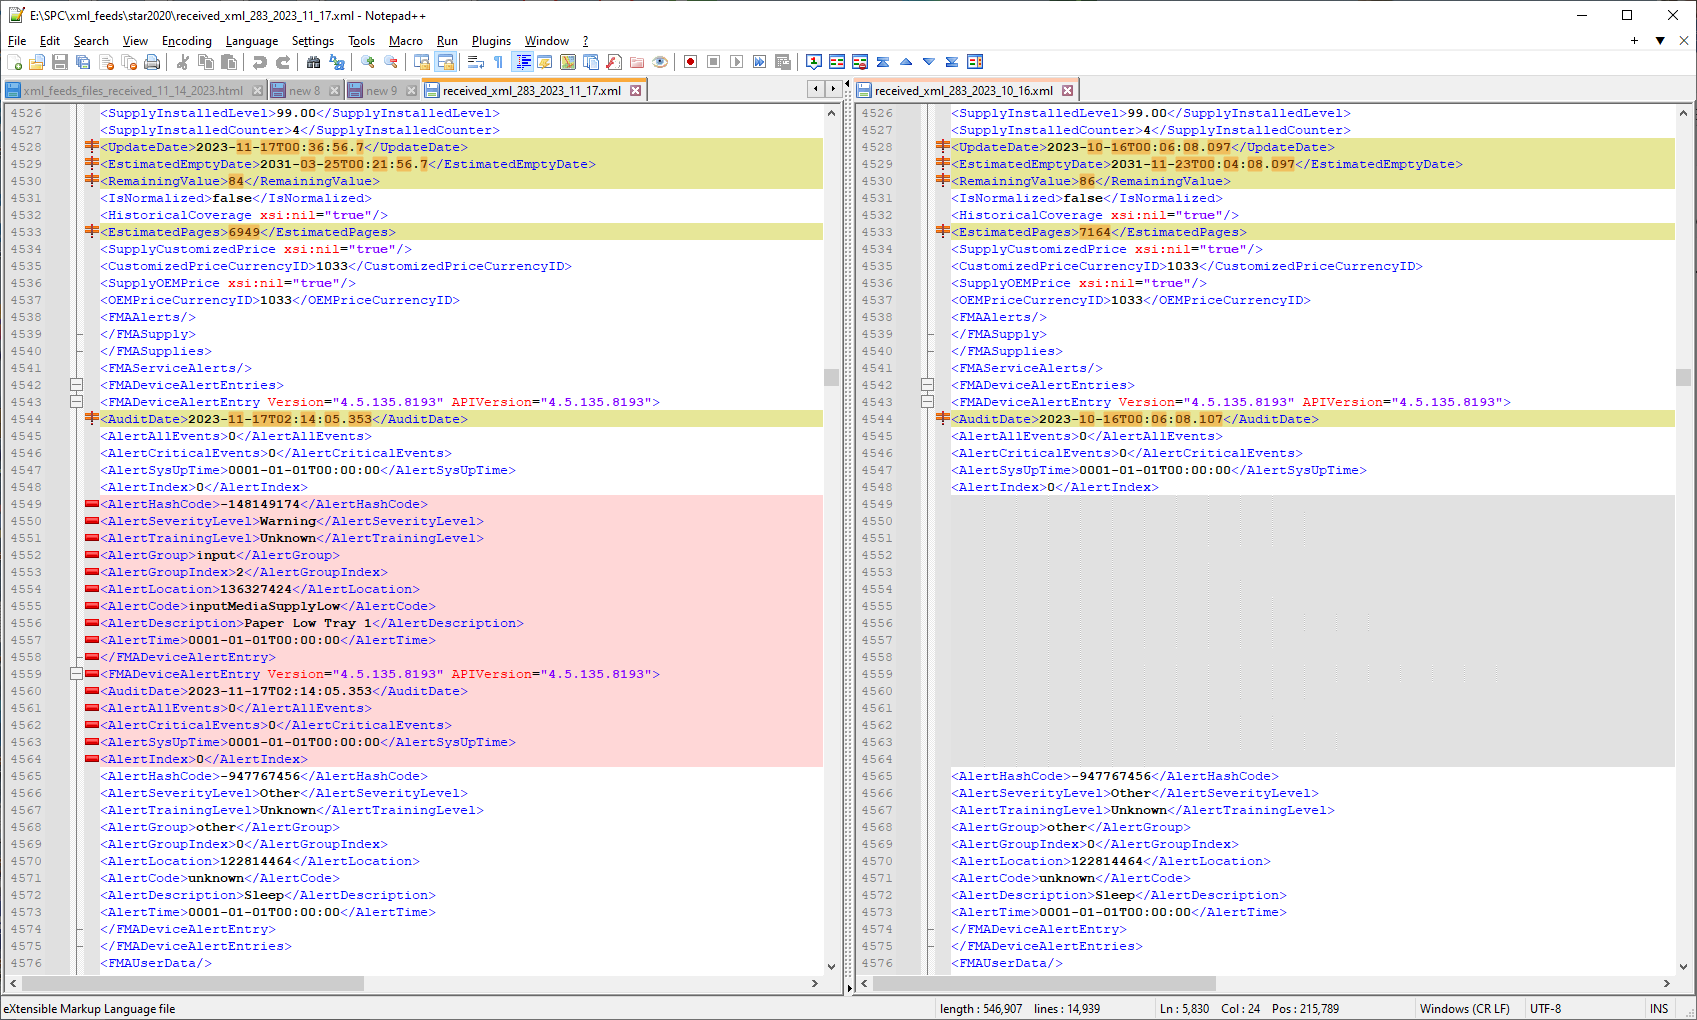 E:\SPC\xml_feeds\star2020\received_xml_283_2023_11_17.xml - Notepad++
File Edit Search View Encoding Language Settings Tools Macro Run Plugins Window ?
xml_feeds_files_received_11_14_2023.html new 8 new 9 received_xml_283_2023_11_17.xml
4526 <SupplyInstalledLevel>99.00</SupplyInstalledLevel>
4527 <SupplyInstalledCounter>4</SupplyInstalledCounter>
4528 <UpdateDate>2023-11-17T00:36:56.7</UpdateDate>
4529 <EstimatedEmptyDate>2031-03-25T00:21:56.7</EstimatedEmptyDate>
4530 <RemainingValue>84</RemainingValue>
4531 <IsNormalized>false</IsNormalized>
4532 <HistoricalCoverage xsi:nil="true"/>
4533 <EstimatedPages>6949</EstimatedPages>
4534 <SupplyCustomizedPrice xsi:nil="true"/>
4535 <CustomizedPriceCurrencyID>1033</CustomizedPriceCurrencyID>
4536 <SupplyOEMPrice xsi:nil="true"/>
4537 <OEMPriceCurrencyID>1033</OEMPriceCurrencyID>
4538 <FMAAlerts/>
4539 </FMASupply>
4540 </FMASupplies>
4541 <FMAServiceAlerts/>
4542 <FMADeviceAlertEntries>
4543 <FMADeviceAlertEntry Version="4.5.135.8193" APIVersion="4.5.135.8193">
4544 <AuditDate>2023-11-17T02:14:05.353</AuditDate>
4545 <AlertAllEvents>0</AlertAllEvents>
4546 <AlertCriticalEvents>0</AlertCriticalEvents>
4547 <AlertSysUpTime>0001-01-01T00:00:00</AlertSysUpTime>
4548 <AlertIndex>0</AlertIndex>
4549 <AlertHashCode>-148149174</AlertHashCode>
4550 <AlertSeverityLevel>Warning</AlertSeverityLevel>
4551 <AlertTrainingLevel>Unknown</AlertTrainingLevel>
4552 <AlertGroup>input</AlertGroup>
4553 <AlertGroupIndex>2</AlertGroupIndex>
4554 <AlertLocation>136327424</AlertLocation>
4555 <AlertCode>inputMediaSupplyLow</AlertCode>
4556 <AlertDescription>Paper Low Tray 1</AlertDescription>
4557 <AlertTime>0001-01-01T00:00:00</AlertTime>
4558 </FMADeviceAlertEntry>
4559 <FMADeviceAlertEntry Version="4.5.135.8193" APIVersion="4.5.135.8193">
4560 <AuditDate>2023-11-17T02:14:05.353</AuditDate>
4561 <AlertAllEvents>0</AlertAllEvents>
4562 <AlertCriticalEvents>0</AlertCriticalEvents>
4563 <AlertSysUpTime>0001-01-01T00:00:00</AlertSysUpTime>
4564 <AlertIndex>0</AlertIndex>
4565 <AlertHashCode>-947767456</AlertHashCode>
4566 <AlertSeverityLevel>Other</AlertSeverityLevel>
4567 <AlertTrainingLevel>Unknown</AlertTrainingLevel>
4568 <AlertGroup>other</AlertGroup>
4569 <AlertGroupIndex>0</AlertGroupIndex>
4570 <AlertLocation>122814464</AlertLocation>
4571 <AlertCode>unknown</AlertCode>
4572 <AlertDescription>Sleep</AlertDescription>
4573 <AlertTime>0001-01-01T00:00:00</AlertTime>
4574 </FMADeviceAlertEntry>
4575 </FMADeviceAlertEntries>
4576 <FMAUserData/>
received_xml_283_2023_10_16.xml
4526 <SupplyInstalledLevel>99.00</SupplyInstalledLevel>
4527 <SupplyInstalledCounter>4</SupplyInstalledCounter>
4528 <UpdateDate>2023-10-16T00:06:08.097</UpdateDate>
4529 <EstimatedEmptyDate>2031-11-23T00:04:08.097</EstimatedEmptyDate>
4530 <RemainingValue>86</RemainingValue>
4531 <IsNormalized>false</IsNormalized>
4532 <HistoricalCoverage xsi:nil="true"/>
4533 <EstimatedPages>7164</EstimatedPages>
4534 <SupplyCustomizedPrice xsi:nil="true"/>
4535 <CustomizedPriceCurrencyID>1033</CustomizedPriceCurrencyID>
4536 <SupplyOEMPrice xsi:nil="true"/>
4537 <OEMPriceCurrencyID>1033</OEMPriceCurrencyID>
4538 <FMAAlerts/>
4539 </FMASupply>
4540 </FMASupplies>
4541 <FMAServiceAlerts/>
4542 <FMADeviceAlertEntries>
4543 <FMADeviceAlertEntry Version="4.5.135.8193" APIVersion="4.5.135.8193">
4544 <AuditDate>2023-10-16T00:06:08.107</AuditDate>
4545 <AlertAllEvents>0</AlertAllEvents>
4546 <AlertCriticalEvents>0</AlertCriticalEvents>
4547 <AlertSysUpTime>0001-01-01T00:00:00</AlertSysUpTime>
4548 <AlertIndex>0</AlertIndex>
4549
4550
4551
4552
4553
4554
4555
4556
4557
4558
4559
4560
4561
4562
4563
4564
4565 <AlertHashCode>-947767456</AlertHashCode>
4566 <AlertSeverityLevel>Other</AlertSeverityLevel>
4567 <AlertTrainingLevel>Unknown</AlertTrainingLevel>
4568 <AlertGroup>other</AlertGroup>
4569 <AlertGroupIndex>0</AlertGroupIndex>
4570 <AlertLocation>122814464</AlertLocation>
4571 <AlertCode>unknown</AlertCode>
4572 <AlertDescription>Sleep</AlertDescription>
4573 <AlertTime>0001-01-01T00:00:00</AlertTime>
4574 </FMADeviceAlertEntry>
4575 </FMADeviceAlertEntries>
4576 <FMAUserData/>
eXtensible Markup Language file length : 546,907 lines : 14,939 Ln : 5,830 Col : 24 Pos : 215,789 Windows (CR LF) UTF-8 INS